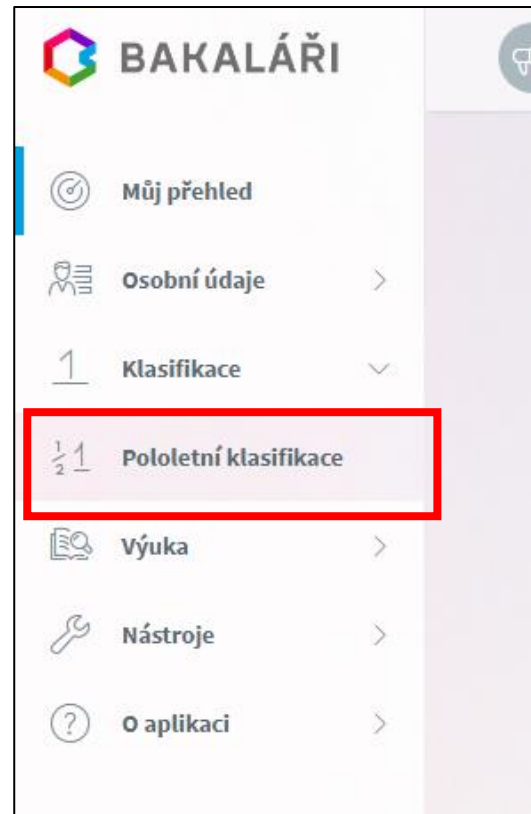 BAKALÁŘI
Můj přehled
Osobní údaje
1 Klasifikace
1/2 1 Pololetní klasifikace
Výuka
Nástroje
? O aplikaci